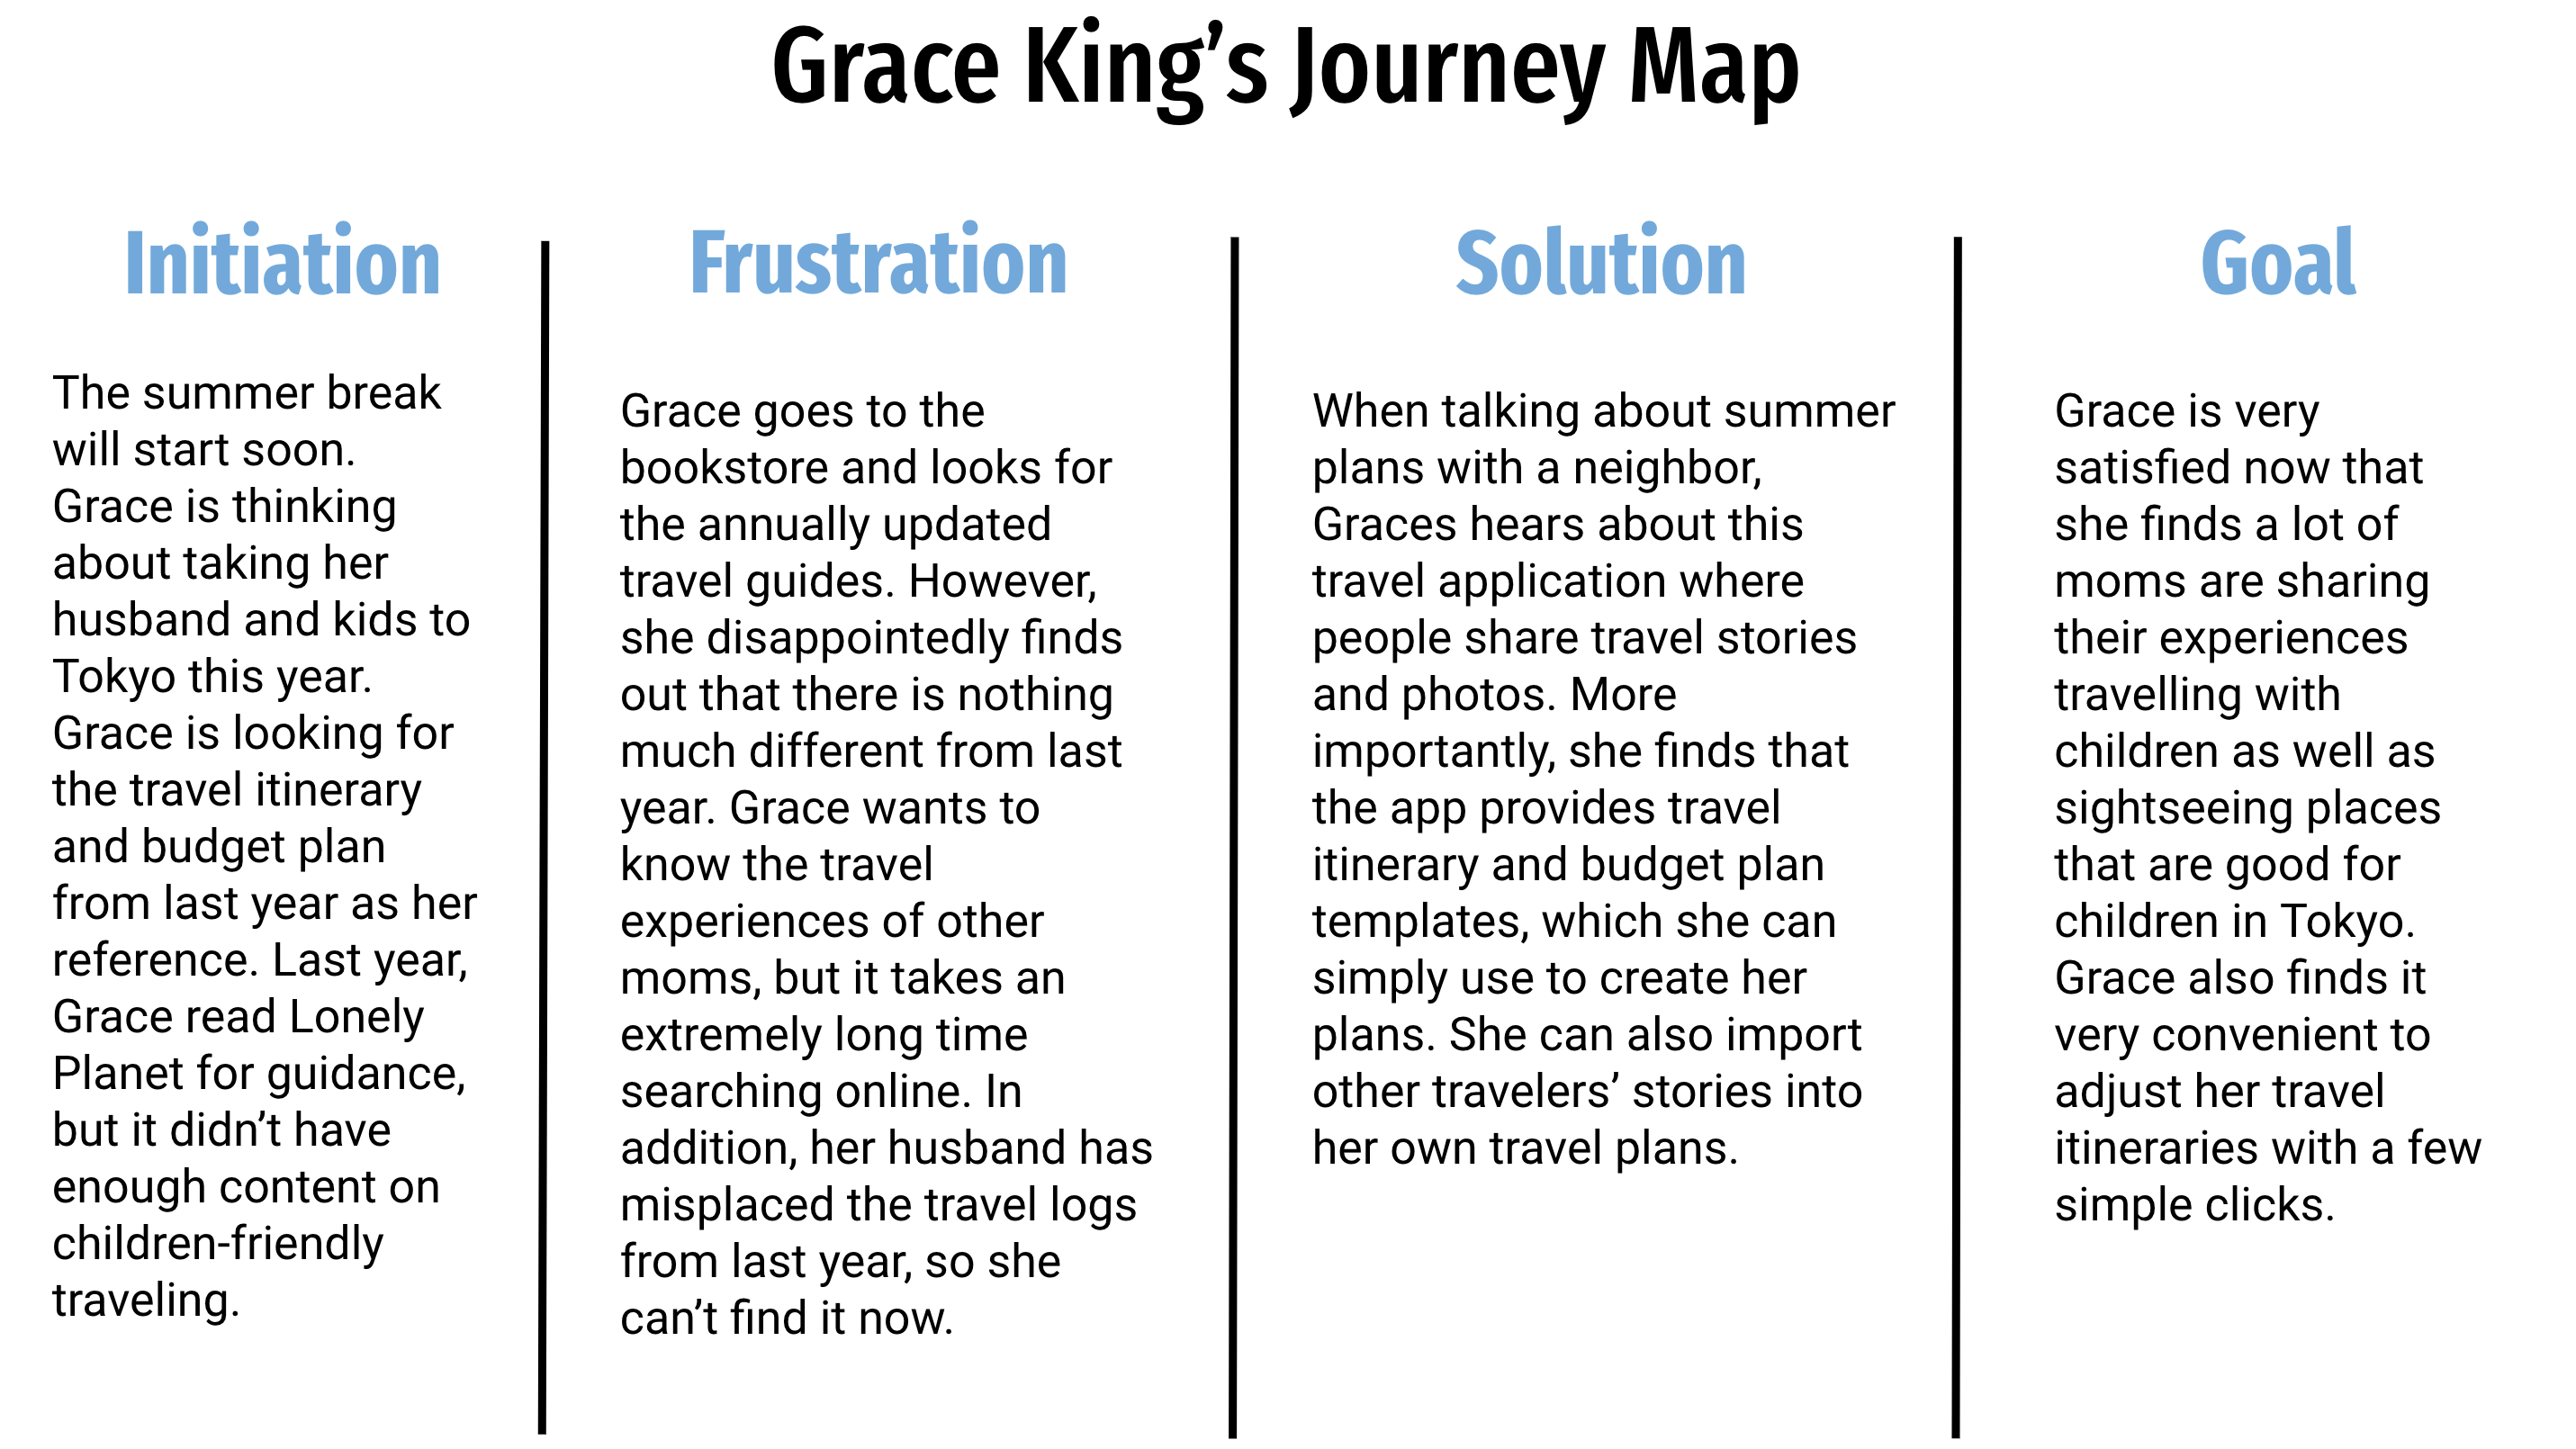 Grace King’s Journey Map
Initiation
The summer break
will start soon.
Grace is thinking
about taking her
husband and kids to
Tokyo this year.
Grace is looking for
the travel itinerary
and budget plan
from last year as her
reference. Last year,
Grace read Lonely
Planet for guidance,
but it didn’t have
enough content on
children-friendly
traveling.
Frustration
Grace goes to the
bookstore and looks for
the annually updated
travel guides. However,
she disappointedly finds
out that there is nothing
much different from last
year. Grace wants to
know the travel
experiences of other
moms, but it takes an
extremely long time
searching online. In
addition, her husband has
misplaced the travel logs
from last year, so she
can’t find it now.
Solution
When talking about summer
plans with a neighbor,
Graces hears about this
travel application where
people share travel stories
and photos. More
importantly, she finds that
the app provides travel
itinerary and budget plan
templates, which she can
simply use to create her
plans. She can also import
other travelers’ stories into
her own travel plans.
Goal
Grace is very
satisfied now that
she finds a lot of
moms are sharing
their experiences
travelling with
children as well as
sightseeing places
that are good for
children in Tokyo.
Grace also finds it
very convenient to
adjust her travel
itineraries with a few
simple clicks.